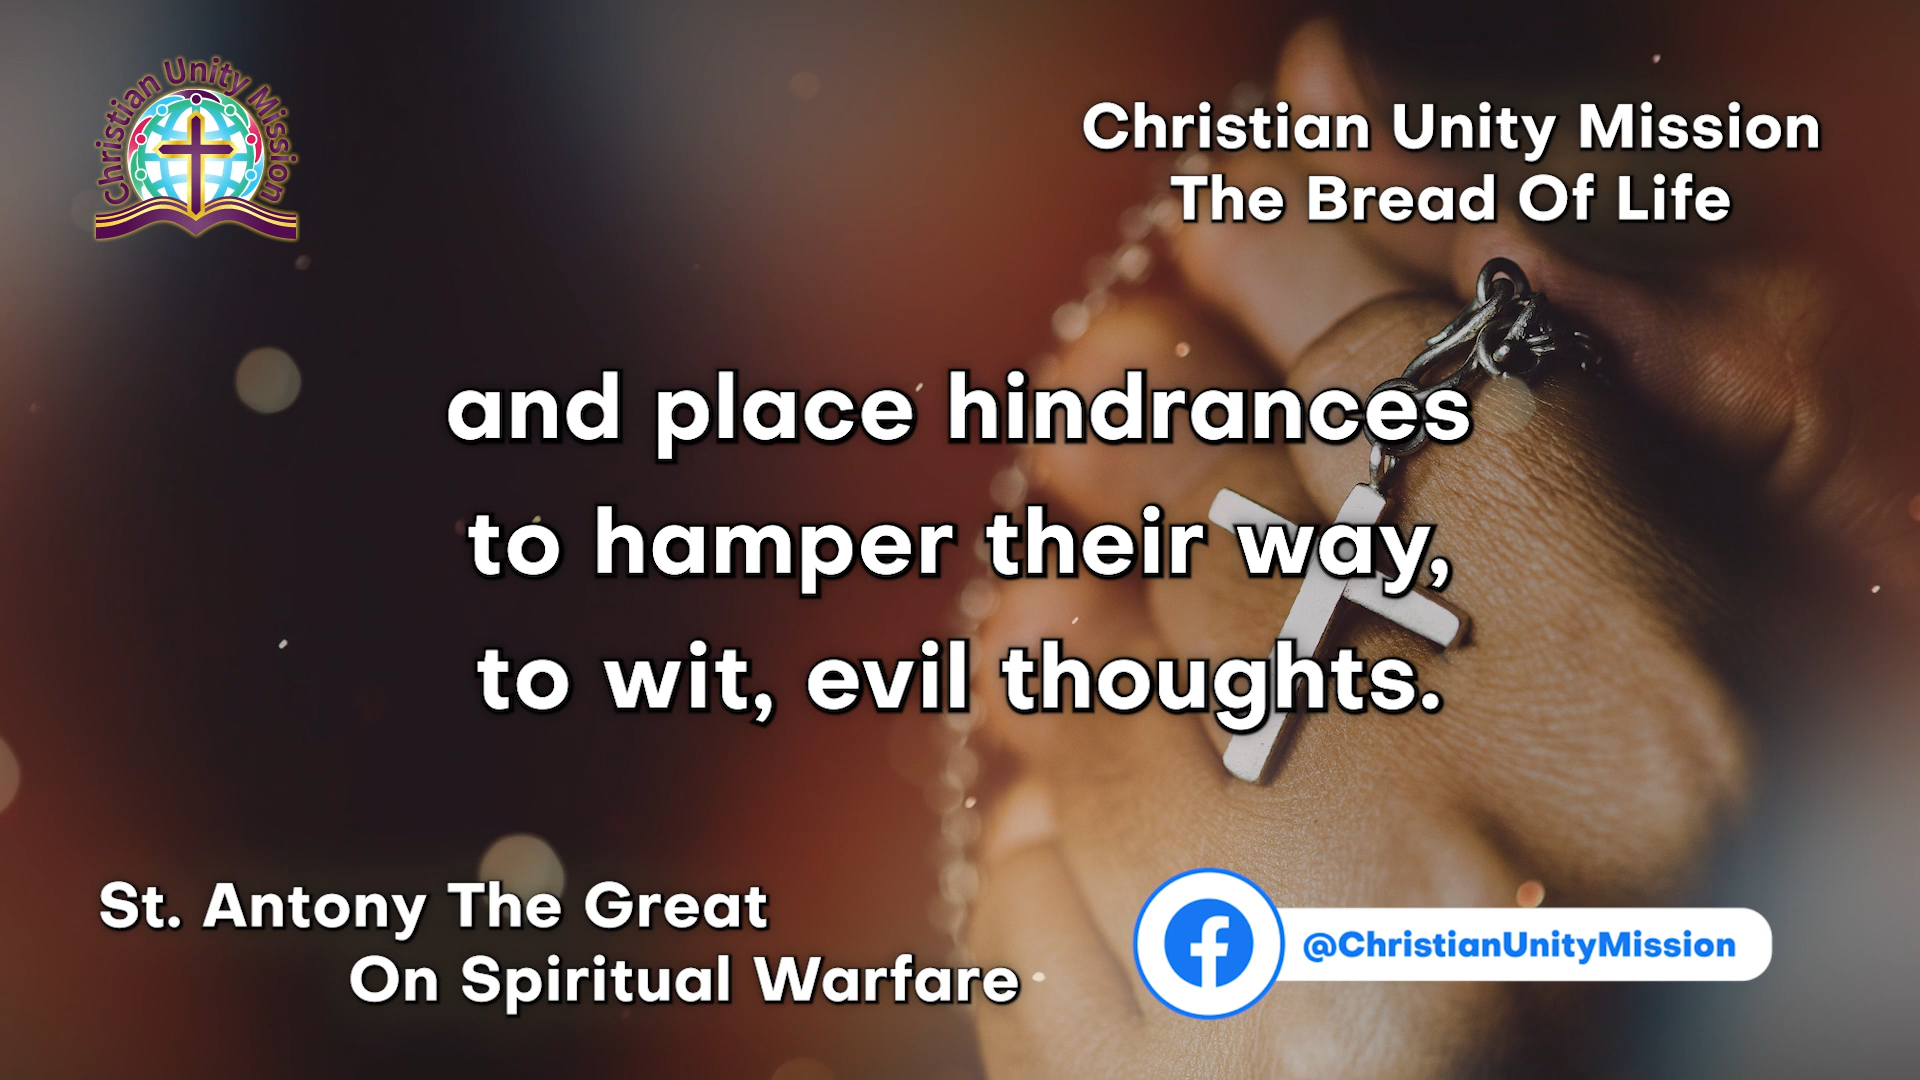 Christian Unity Mission
Christian Unity Mission
The Bread Of Life
and place hindrances
to hamper their way,
to wit, evil thoughts.
St. Antony The Great
On Spiritual Warfare
@ChristianUnityMission